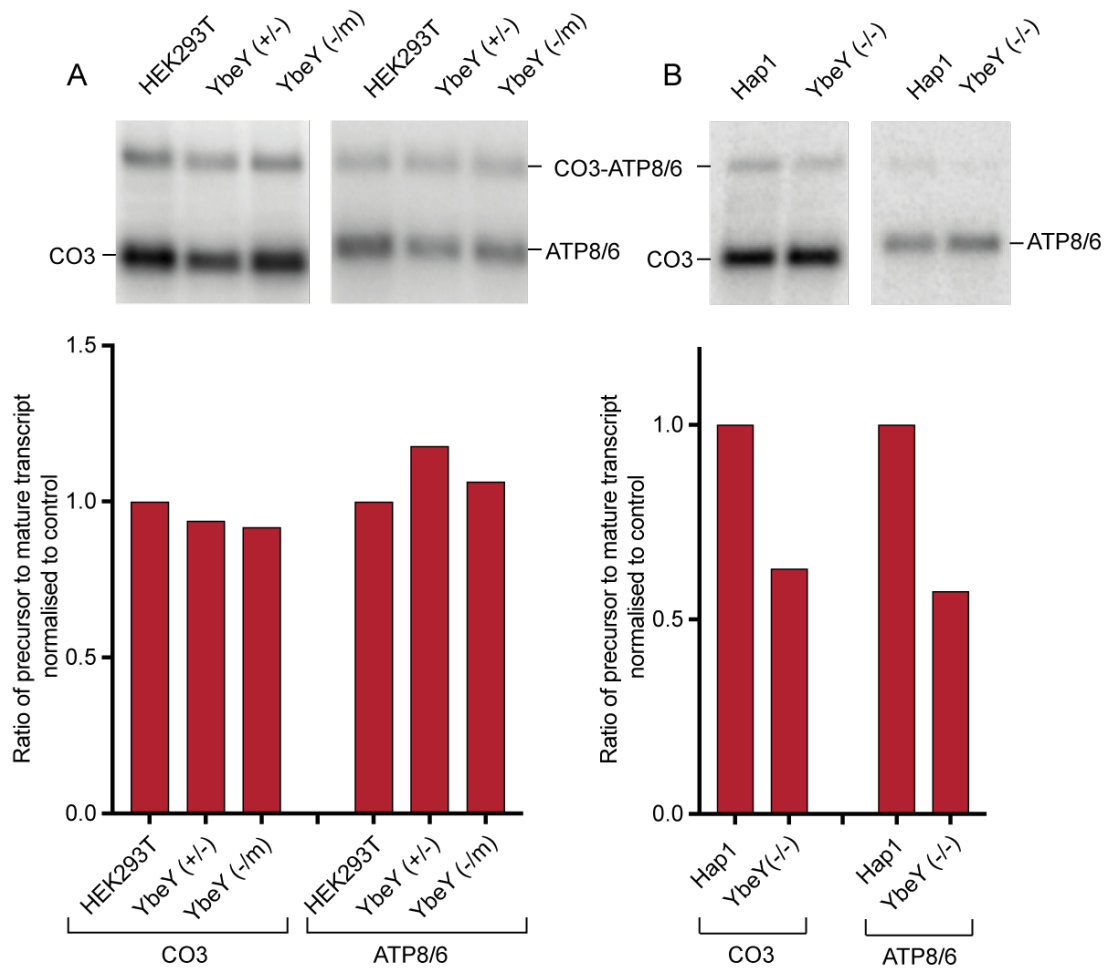 A
HEK293T
YbeY (+/-)
YbeY (-/m)
HEK293T
YbeY (+/-)
YbeY (-/m)
CO3
CO3-ATP8/6
ATP8/6
B
Hap1
YbeY (-/-)
Hap1
YbeY (-/-)
CO3
ATP8/6
Ratio of precursor to mature transcript
normalised to control
1.5
1.0
0.5
0.0
HEK293T
YbeY (+/-)
YbeY (-/m)
HEK293T
YbeY (+/-)
YbeY (-/m)
CO3
ATP8/6
Ratio of precursor to mature transcript
normalised to control
1.0
0.5
0.0
Hap1
YbeY(-/-)
Hap1
YbeY (-/-)
CO3
ATP8/6